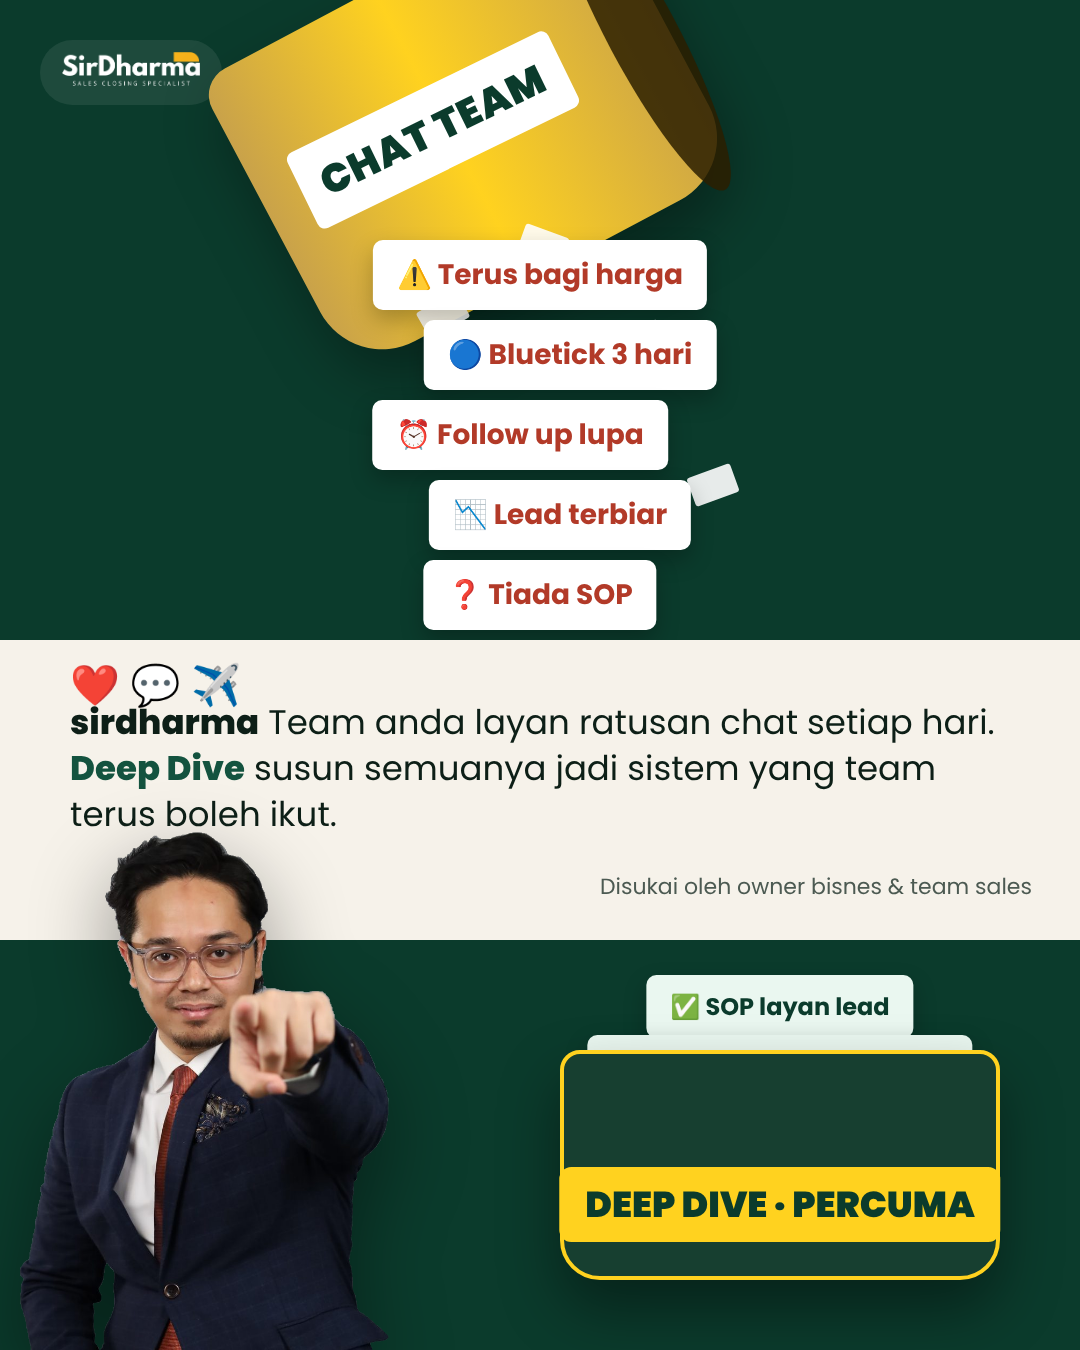 SirDharma
SALES CLOSING SPECIALIST
CHAT TEAM
⚠️ Terus bagi harga
🔵 Bluetick 3 hari
⏰ Follow up lupa
📉 Lead terbiar
❓ Tiada SOP
❤️ 💬 ✈️
sirdharma Team anda layan ratusan chat setiap hari.
Deep Dive susun semuanya jadi sistem yang team
terus boleh ikut.
Disukai oleh owner bisnes & team sales
✅ SOP layan lead
DEEP DIVE • PERCUMA